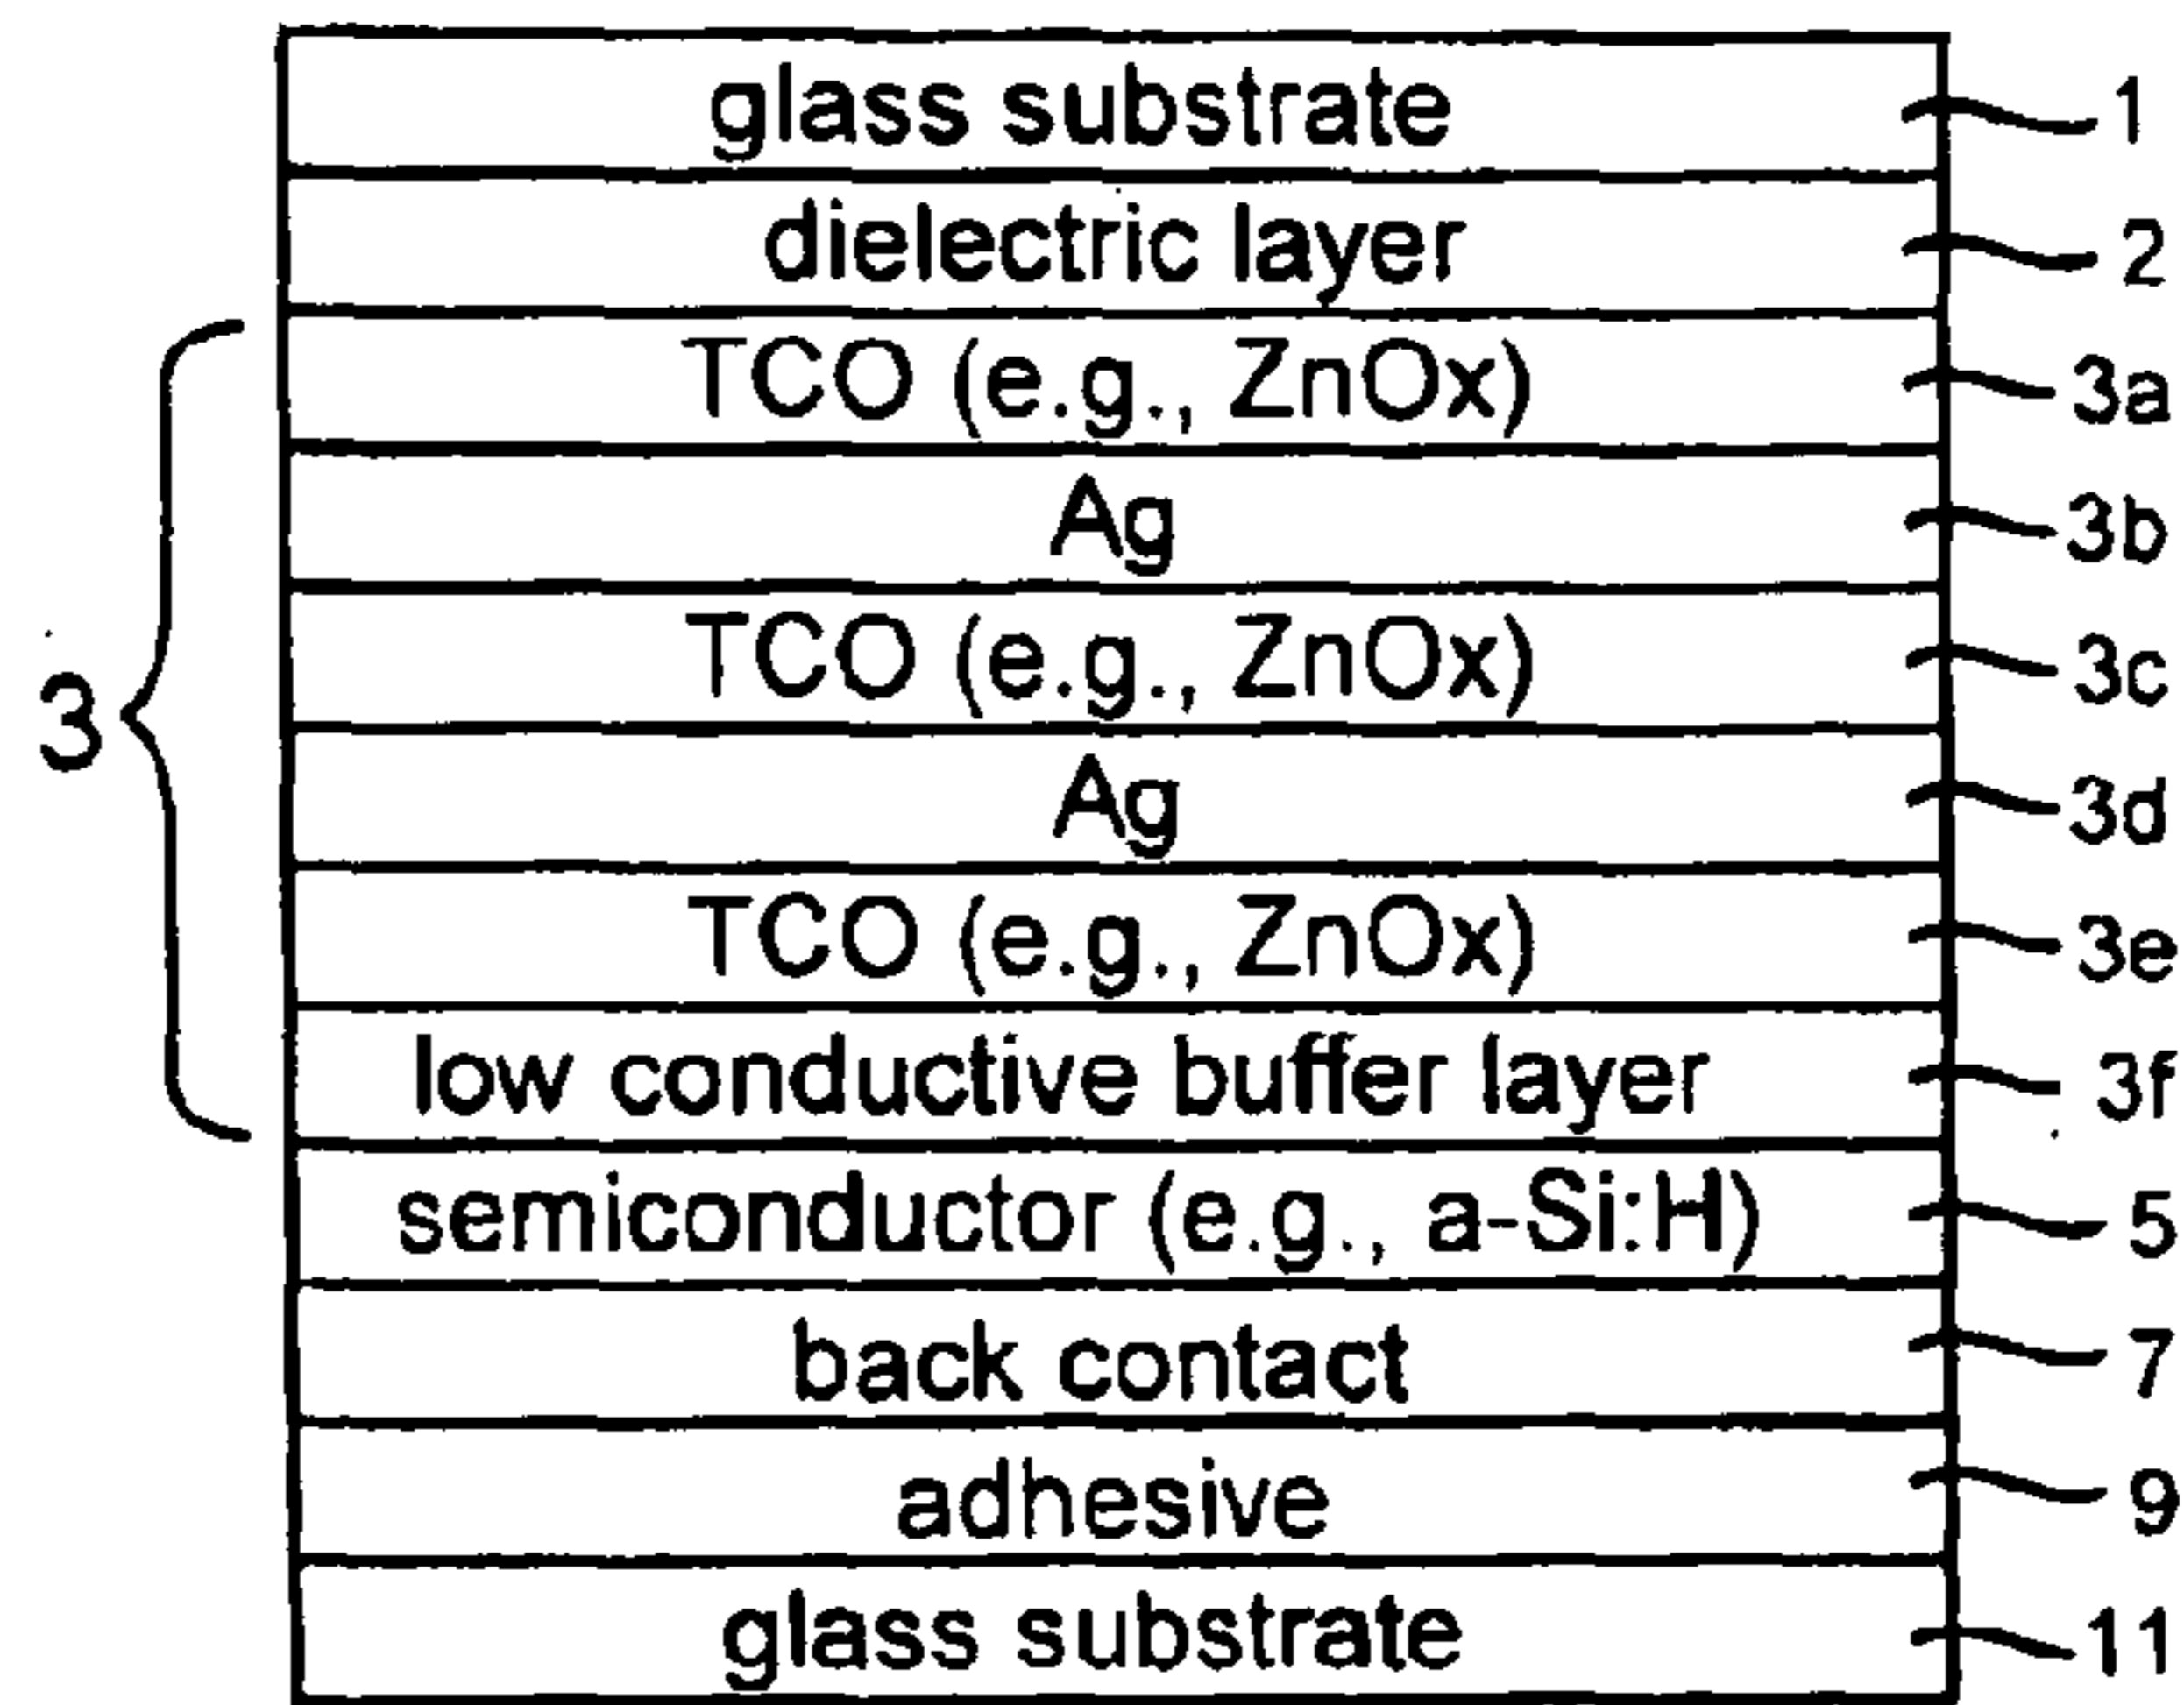 glass substrate 1
dielectric layer 2
TCO (e.g., ZnOx) 3a
Ag 3b
TCO (e.g., ZnOx) 3c
3
Ag 3d
TCO (e.g., ZnOx) 3e
low conductive buffer layer 3f
semiconductor (e.g., a-Si:H) 5
back contact 7
adhesive 9
glass substrate 11